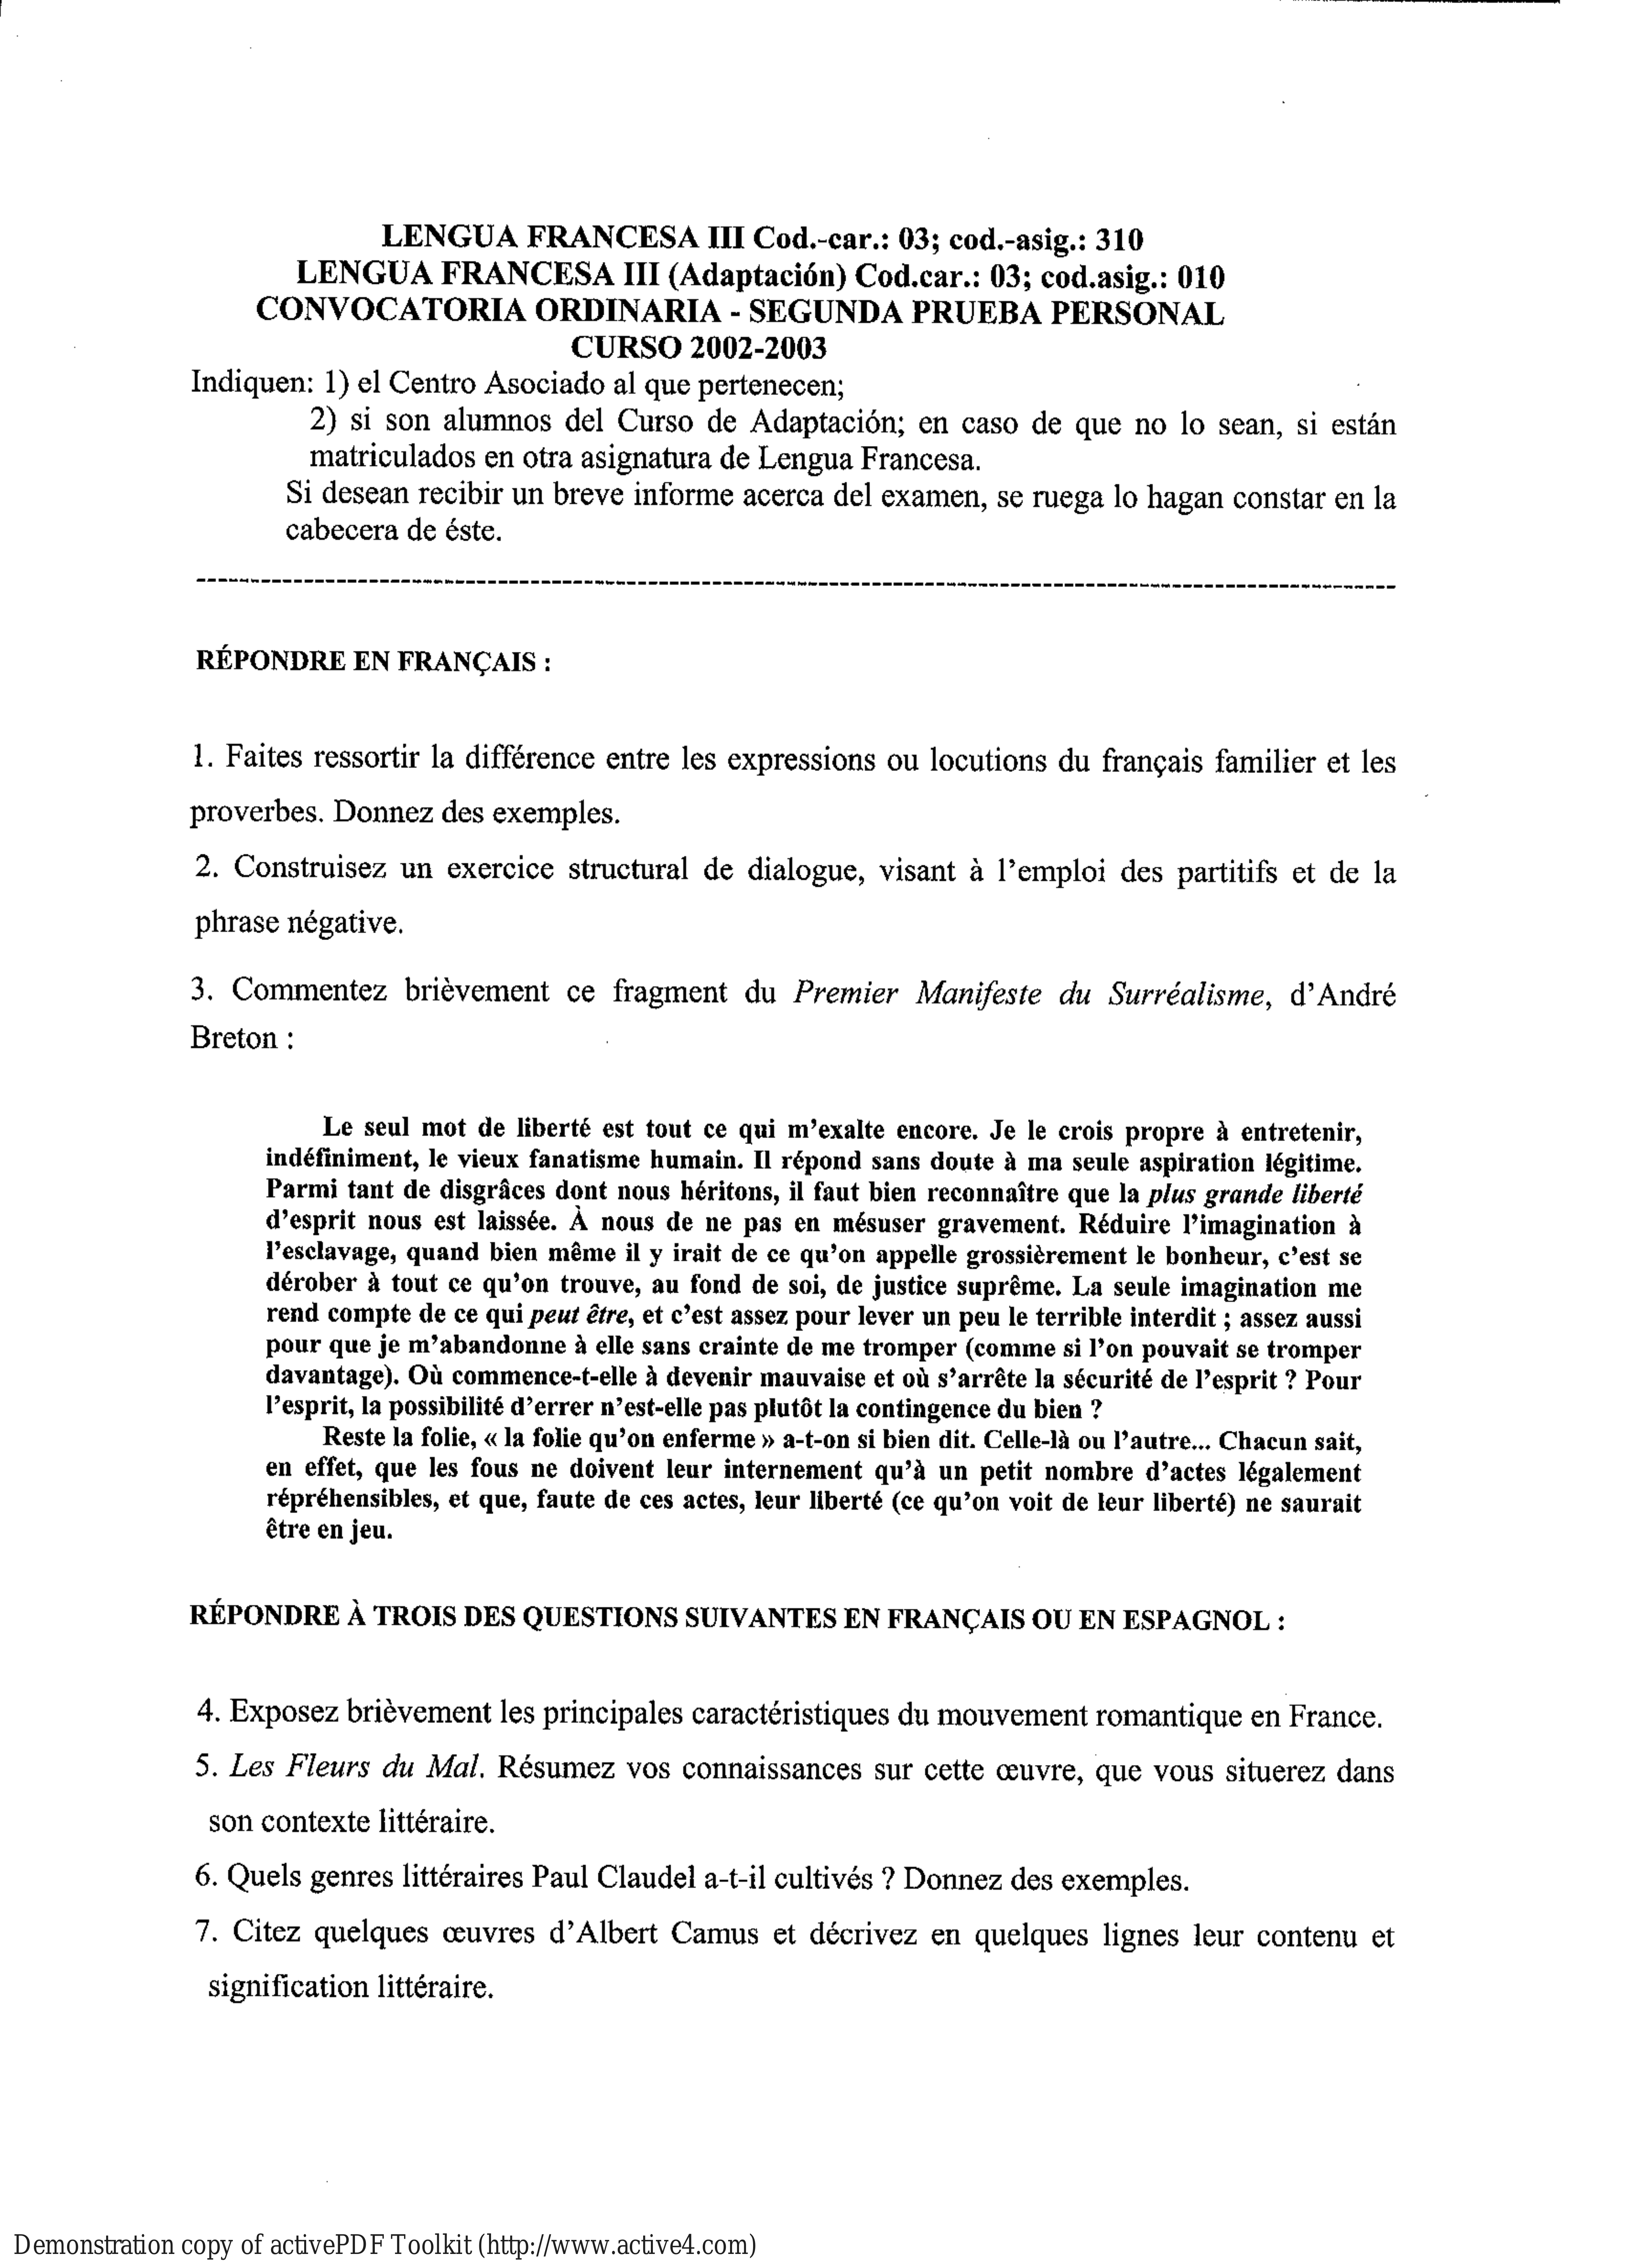 LENGUA FRANCESA III Cod.-car.: 03; cod.-asig.: 310
LENGUA FRANCESA III (Adaptación) Cod.car.: 03; cod.asig.: 010
CONVOCATORIA ORDINARIA - SEGUNDA PRUEBA PERSONAL
CURSO 2002-2003
Indiquen: 1) el Centro Asociado al que pertenecen;
2) si son alumnos del Curso de Adaptación; en caso de que no lo sean, si están
matriculados en otra asignatura de Lengua Francesa.
Si desean recibir un breve informe acerca del examen, se ruega lo hagan constar en la
cabecera de éste.
RÉPONDRE EN FRANÇAIS :
1. Faites ressortir la différence entre les expressions ou locutions du français familier et les
proverbes. Donnez des exemples.
2. Construisez un exercice structural de dialogue, visant à l'emploi des partitifs et de la
phrase négative.
3. Commentez brièvement ce fragment du Premier Manifeste du Surréalisme, d'André
Breton :
Le seul mot de liberté est tout ce qui m'exalte encore. Je le crois propre à entretenir,
indéfiniment, le vieux fanatisme humain. Il répond sans doute à ma seule aspiration légitime.
Parmi tant de disgrâces dont nous héritons, il faut bien reconnaître que la plus grande liberté
d'esprit nous est laissée. À nous de ne pas en mésuser gravement. Réduire l'imagination à
l'esclavage, quand bien même il y irait de ce qu'on appelle grossièrement le bonheur, c'est se
dérober à tout ce qu'on trouve, au fond de soi, de justice suprême. La seule imagination me
rend compte de ce qui peut être, et c'est assez pour lever un peu le terrible interdit ; assez aussi
pour que je m'abandonne à elle sans crainte de me tromper (comme si l'on pouvait se tromper
davantage). Où commence-t-elle à devenir mauvaise et où s'arrête la sécurité de l'esprit ? Pour
l'esprit, la possibilité d'errer n'est-elle pas plutôt la contingence du bien ?
Reste la folie, « la folie qu'on enferme » a-t-on si bien dit. Celle-là ou l'autre... Chacun sait,
en effet, que les fous ne doivent leur internement qu'à un petit nombre d'actes légalement
répréhensibles, et que, faute de ces actes, leur liberté (ce qu'on voit de leur liberté) ne saurait
être en jeu.
RÉPONDRE À TROIS DES QUESTIONS SUIVANTES EN FRANÇAIS OU EN ESPAGNOL :
4. Exposez brièvement les principales caractéristiques du mouvement romantique en France.
5. Les Fleurs du Mal. Résumez vos connaissances sur cette œuvre, que vous situerez dans
son contexte littéraire.
6. Quels genres littéraires Paul Claudel a-t-il cultivés ? Donnez des exemples.
7. Citez quelques œuvres d'Albert Camus et décrivez en quelques lignes leur contenu et
signification littéraire.
Demonstration copy of activePDF Toolkit (http://www.active4.com)